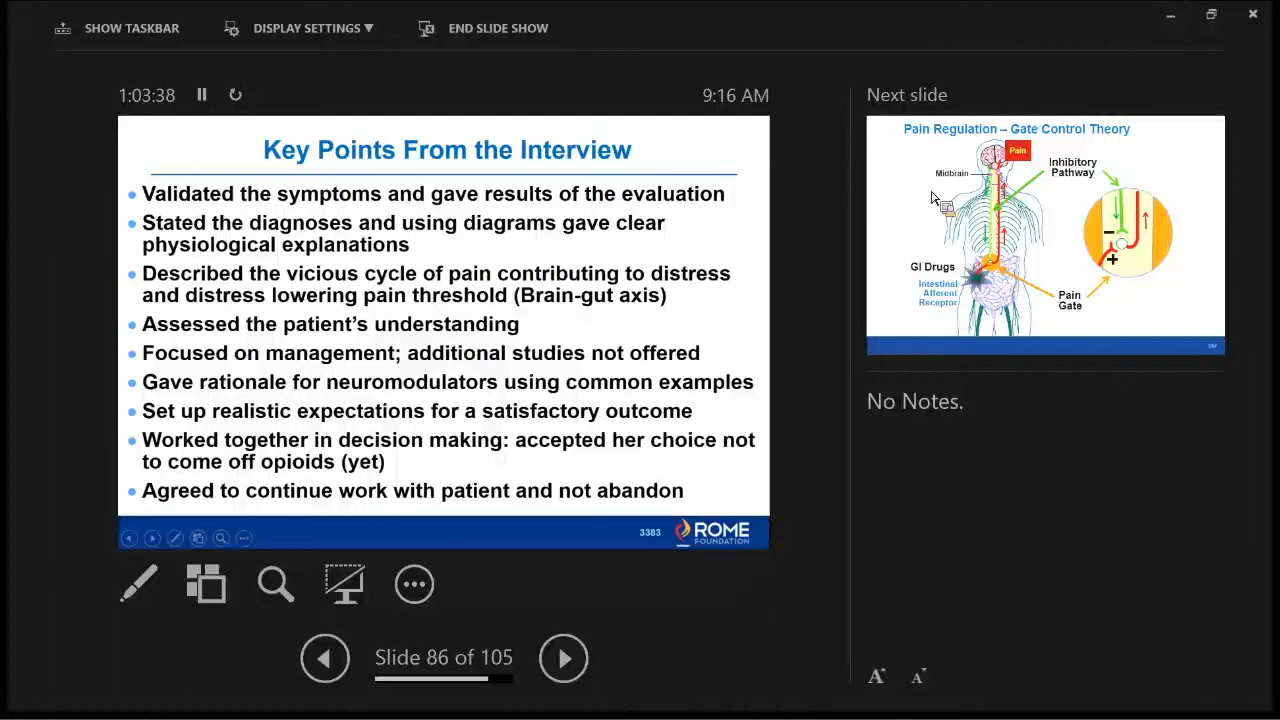 SHOW TASKBAR
DISPLAY SETTINGS ▼
END SLIDE SHOW
1:03:38
9:16 AM
Key Points From the Interview
• Validated the symptoms and gave results of the evaluation
• Stated the diagnoses and using diagrams gave clear
physiological explanations
• Described the vicious cycle of pain contributing to distress
and distress lowering pain threshold (Brain-gut axis)
• Assessed the patient's understanding
• Focused on management; additional studies not offered
• Gave rationale for neuromodulators using common examples
• Set up realistic expectations for a satisfactory outcome
• Worked together in decision making: accepted her choice not
to come off opioids (yet)
• Agreed to continue work with patient and not abandon
3383
ROME
FOUNDATION
Slide 86 of 105
Next slide
Pain Regulation – Gate Control Theory
Pain
Midbrain
Inhibitory
Pathway
–
+
GI Drugs
Intestinal
Afferent
Receptor
Pain
Gate
No Notes.
A
A